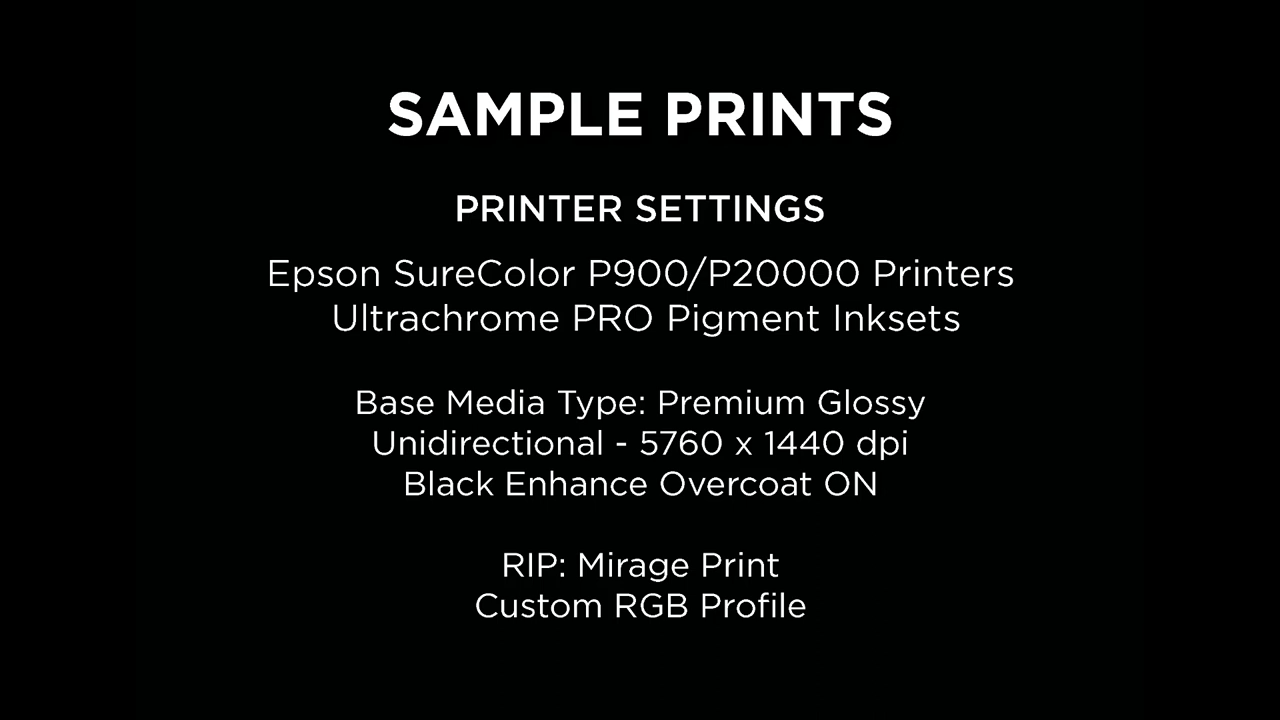 SAMPLE PRINTS
PRINTER SETTINGS
Epson SureColor P900/P20000 Printers
Ultrachrome PRO Pigment Inksets
Base Media Type: Premium Glossy
Unidirectional - 5760 x 1440 dpi
Black Enhance Overcoat ON
RIP: Mirage Print
Custom RGB Profile